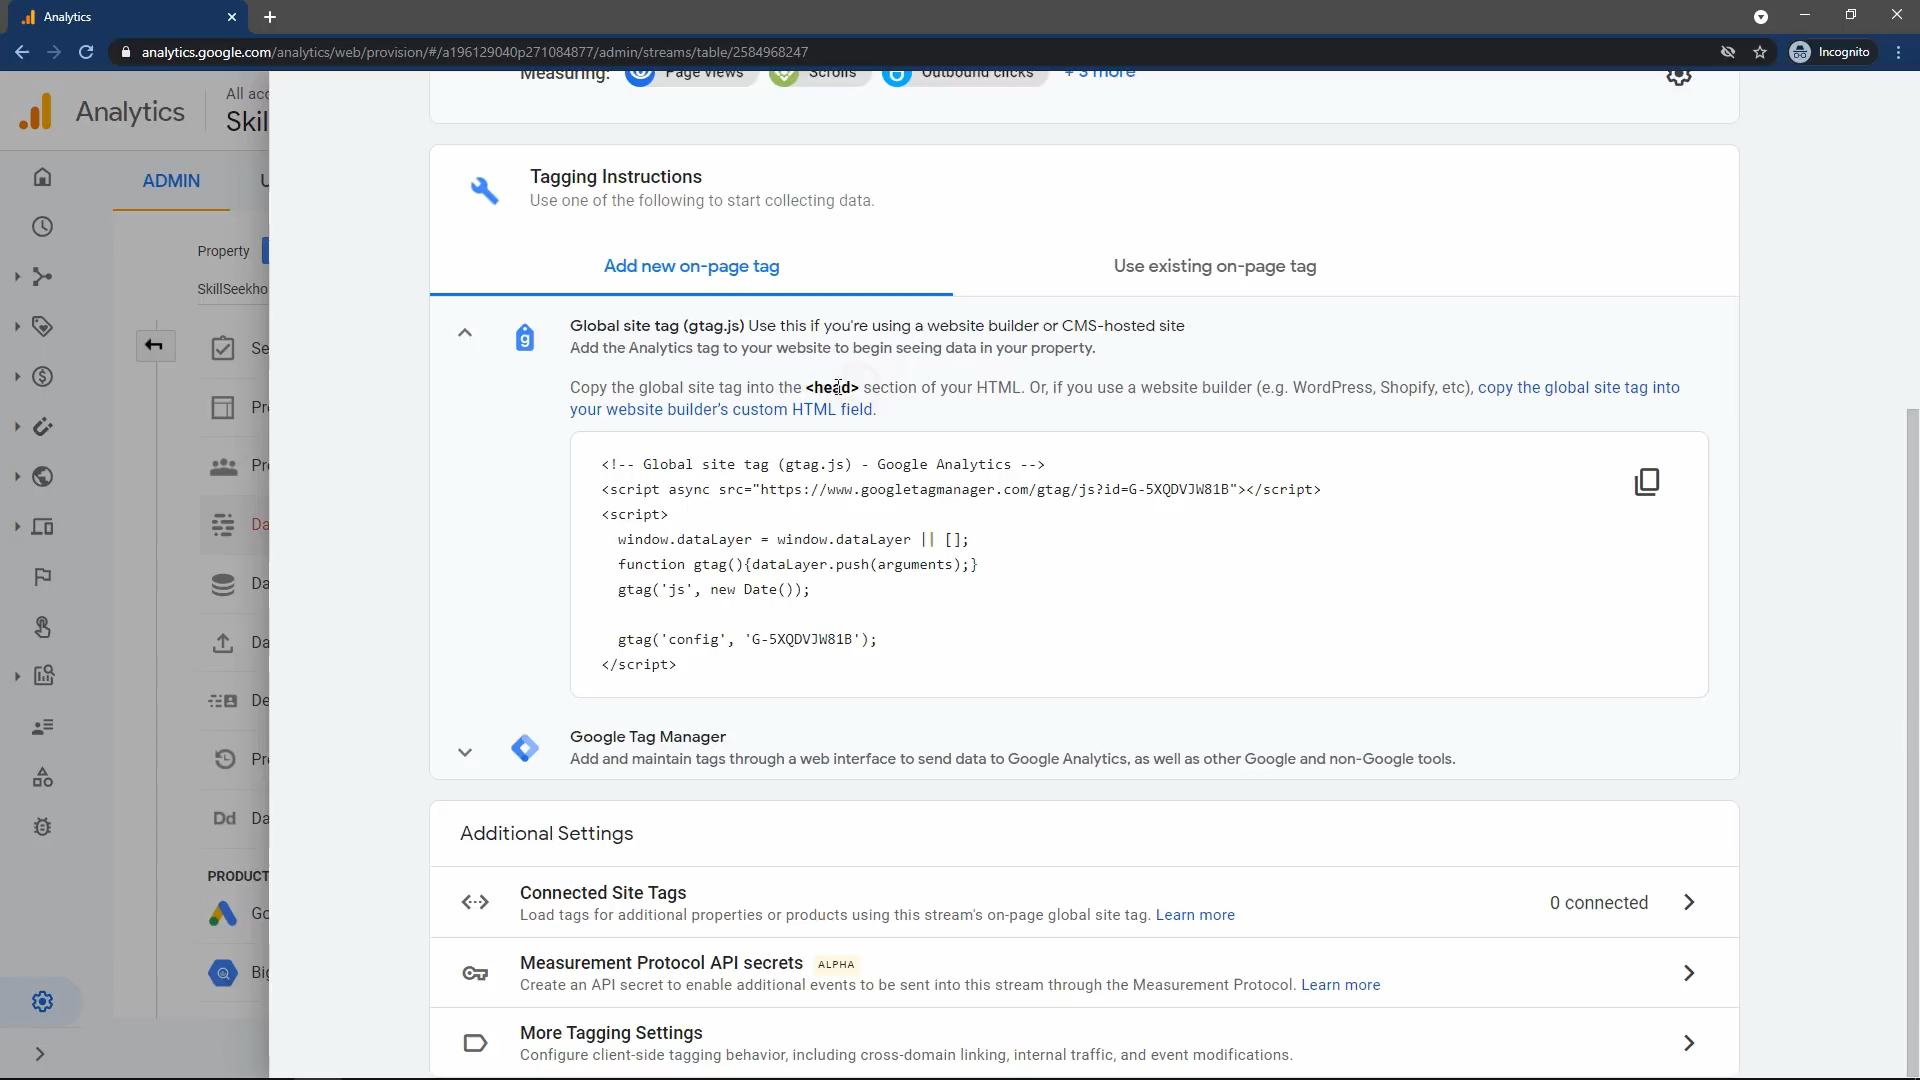 Analytics
analytics.google.com/analytics/web/provision/#/a196129040p271084877/admin/streams/table/2584968247
Incognito
Analytics
All acc
Skil
ADMIN
Property
SkillSeekho
Se
Pr
Pr
Da
Da
Da
De
Pr
Dd Da
PRODUCT
Go
Big
Measuring: Page views Scrolls Outbound clicks + 3 more
Tagging Instructions
Use one of the following to start collecting data.
Add new on-page tag
Use existing on-page tag
Global site tag (gtag.js) Use this if you're using a website builder or CMS-hosted site
Add the Analytics tag to your website to begin seeing data in your property.
Copy the global site tag into the <head> section of your HTML. Or, if you use a website builder (e.g. WordPress, Shopify, etc), copy the global site tag into
your website builder's custom HTML field.
<!-- Global site tag (gtag.js) - Google Analytics -->
<script async src="https://www.googletagmanager.com/gtag/js?id=G-5XQDVJW81B"></script>
<script>
window.dataLayer = window.dataLayer || [];
function gtag(){dataLayer.push(arguments);}
gtag('js', new Date());
gtag('config', 'G-5XQDVJW81B');
</script>
Google Tag Manager
Add and maintain tags through a web interface to send data to Google Analytics, as well as other Google and non-Google tools.
Additional Settings
Connected Site Tags
Load tags for additional properties or products using this stream's on-page global site tag. Learn more
0 connected
Measurement Protocol API secrets ALPHA
Create an API secret to enable additional events to be sent into this stream through the Measurement Protocol. Learn more
More Tagging Settings
Configure client-side tagging behavior, including cross-domain linking, internal traffic, and event modifications.